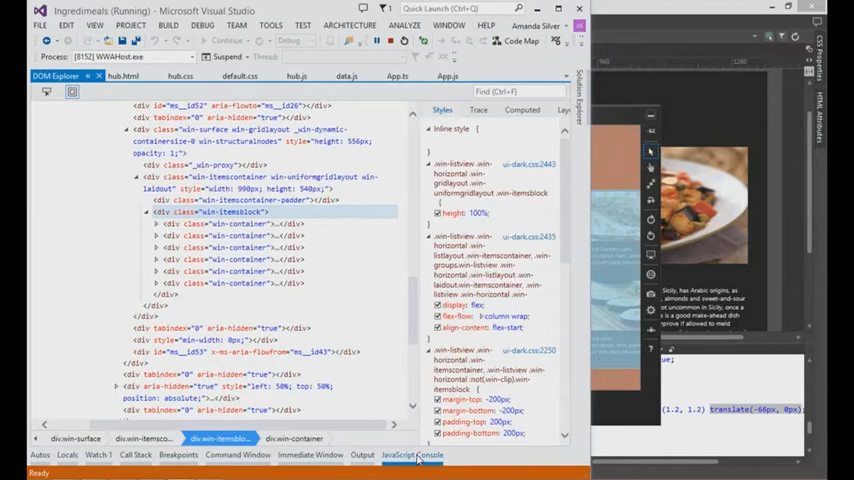 Ingredimeals (Running) - Microsoft Visual Studio
Quick Launch (Ctrl+Q)
FILE EDIT VIEW PROJECT BUILD DEBUG TEAM TOOLS TEST ARCHITECTURE ANALYZE WINDOW HELP Amanda Silver
Continue Debug Code Map
Process: [8152] WWAHost.exe Suspend Thread:
DOM Explorer hub.html hub.css default.css hub.js data.js App.ts App.js
Find (Ctrl+F)
Styles Trace Computed
<div id="ms__id52" aria-flowto="ms__id26"></div>
<div tabindex="0" aria-hidden="true"></div>
<div class="win-surface win-gridlayout _win-dynamic-
containersize-0 win-structuralnodes" style="height: 556px;
opacity: 1;">
<div class="_win-proxy"></div>
<div class="win-itemscontainer win-uniformgridlayout win-
laidout" style="width: 990px; height: 540px;">
<div class="win-itemscontainer-padder"></div>
<div class="win-itemsblock">
<div class="win-container">...</div>
<div class="win-container">...</div>
<div class="win-container">...</div>
<div class="win-container">...</div>
<div class="win-container">...</div>
<div class="win-container">...</div>
</div>
</div>
<div tabindex="0" aria-hidden="true"></div>
<div style="min-width: 0px;"></div>
<div id="ms__id53" x-ms-aria-flowfrom="ms__id43"></div>
</div>
<div tabindex="0" aria-hidden="true"></div>
<div aria-hidden="true" style="left: 50%; top: 50%;
position: absolute;">...</div>
<div tabindex="0" aria-hidden="true"></div>
Inline style {
}
.win-listview .win- ui-dark.css:2443
horizontal .win-
gridlayout .win-
uniformgridlayout .win-itemsblock
{
height: 100%;
}
.win-listview .win- ui-dark.css:2435
horizontal .win-
listlayout .win-
itemscontainer, .win-
groups.win-listview .win-
horizontal .win-listlayout .win-
laidout.win-itemscontainer, .win-
listview.win-horizontal .win-
display: flex;
flex-flow: column wrap;
align-content: flex-start;
}
.win-listview .win- ui-dark.css:2250
horizontal .win-
itemscontainer, .win-listview .win-
horizontal:not(.win-clip).win-
itemsblock {
margin-top: -200px;
margin-bottom: -200px;
padding-top: 200px;
padding-bottom: 200px;
}
div.win-surface div.win-itemsco... div.win-itemsblo... div.win-container
Autos Locals Watch 1 Call Stack Breakpoints Command Window Immediate Window Output JavaScript Console
Ready
Solution Explorer
CSS Properties
HTML Attributes
960 1200
Sicily, has Arabic origins, as
almonds and sweet-and-sour
once in Sicily, once
is a good make-ahead dish
improve if allowed to meld
true;
(1.2, 1.2) translate(-66px, 0px);